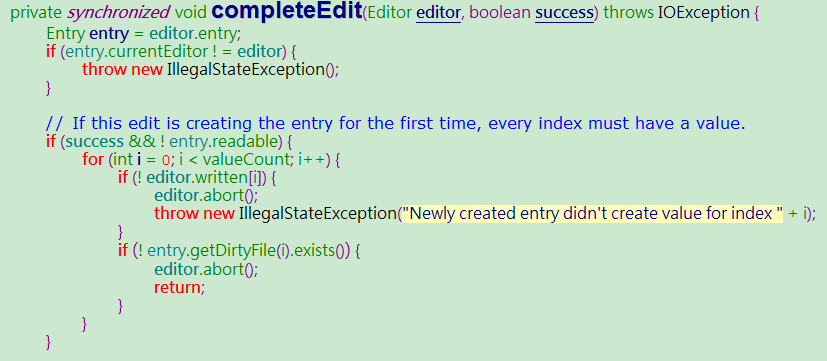 private synchronized void completeEdit(Editor editor, boolean success) throws IOException {
Entry entry = editor.entry;
if (entry.currentEditor ! = editor) {
throw new IllegalStateException();
}
// If this edit is creating the entry for the first time, every index must have a value.
if (success && ! entry.readable) {
for (int i = 0; i < valueCount; i++) {
if (! editor.written[i]) {
editor.abort();
throw new IllegalStateException("Newly created entry didn't create value for index " + i);
}
if (! entry.getDirtyFile(i).exists()) {
editor.abort();
return;
}
}
}